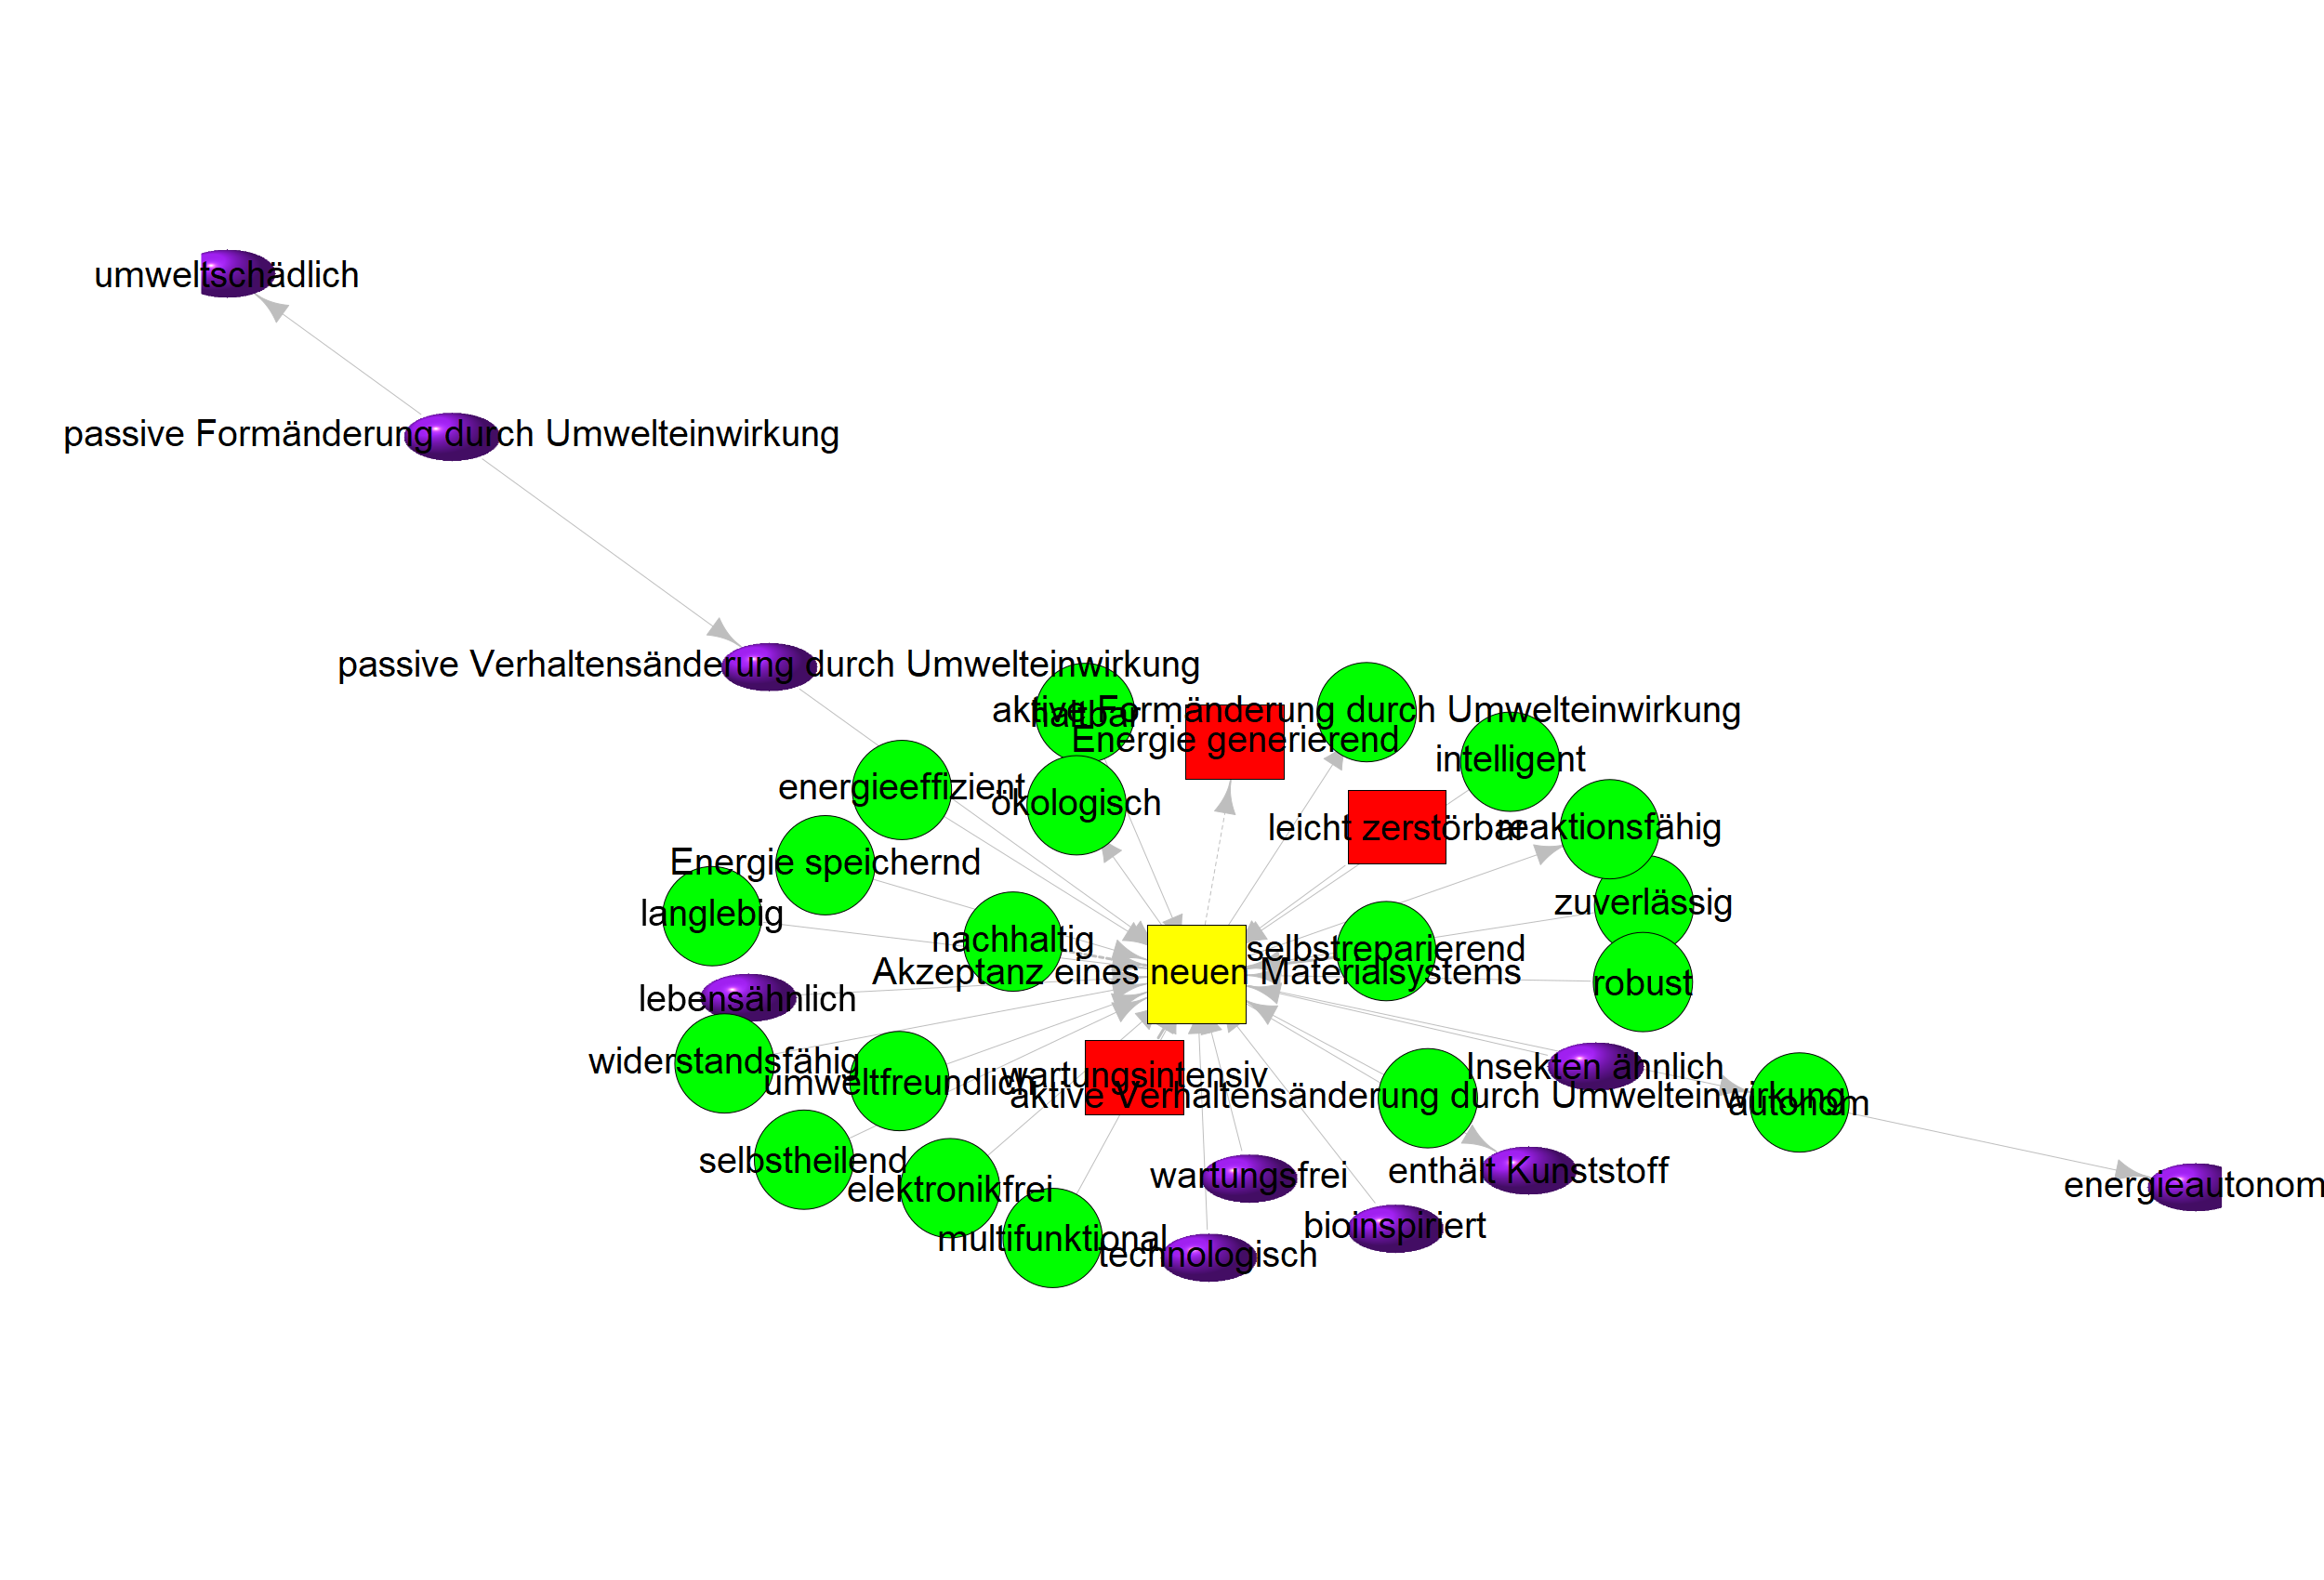 umweltschädlich
passive Formänderung durch Umwelteinwirkung
passive Verhaltensänderung durch Umwelteinwirkung
aktive Formänderung durch Umwelteinwirkung
haltbar
Energie generierend
intelligent
energieeffizient
ökologisch
leicht zerstörbar
reaktionsfähig
Energie speichernd
zuverlässig
langlebig
nachhaltig
selbstreparierend
Akzeptanz eines neuen Materialsystems
robust
lebensähnlich
widerstandsfähig
Insekten ähnlich
wartungsintensiv
umweltfreundlich
aktive Verhaltensänderung durch Umwelteinwirkung
autonom
selbstheilend
enthält Kunststoff
wartungsfrei
energieautonom
elektronikfrei
bioinspiriert
multifunktional
technologisch